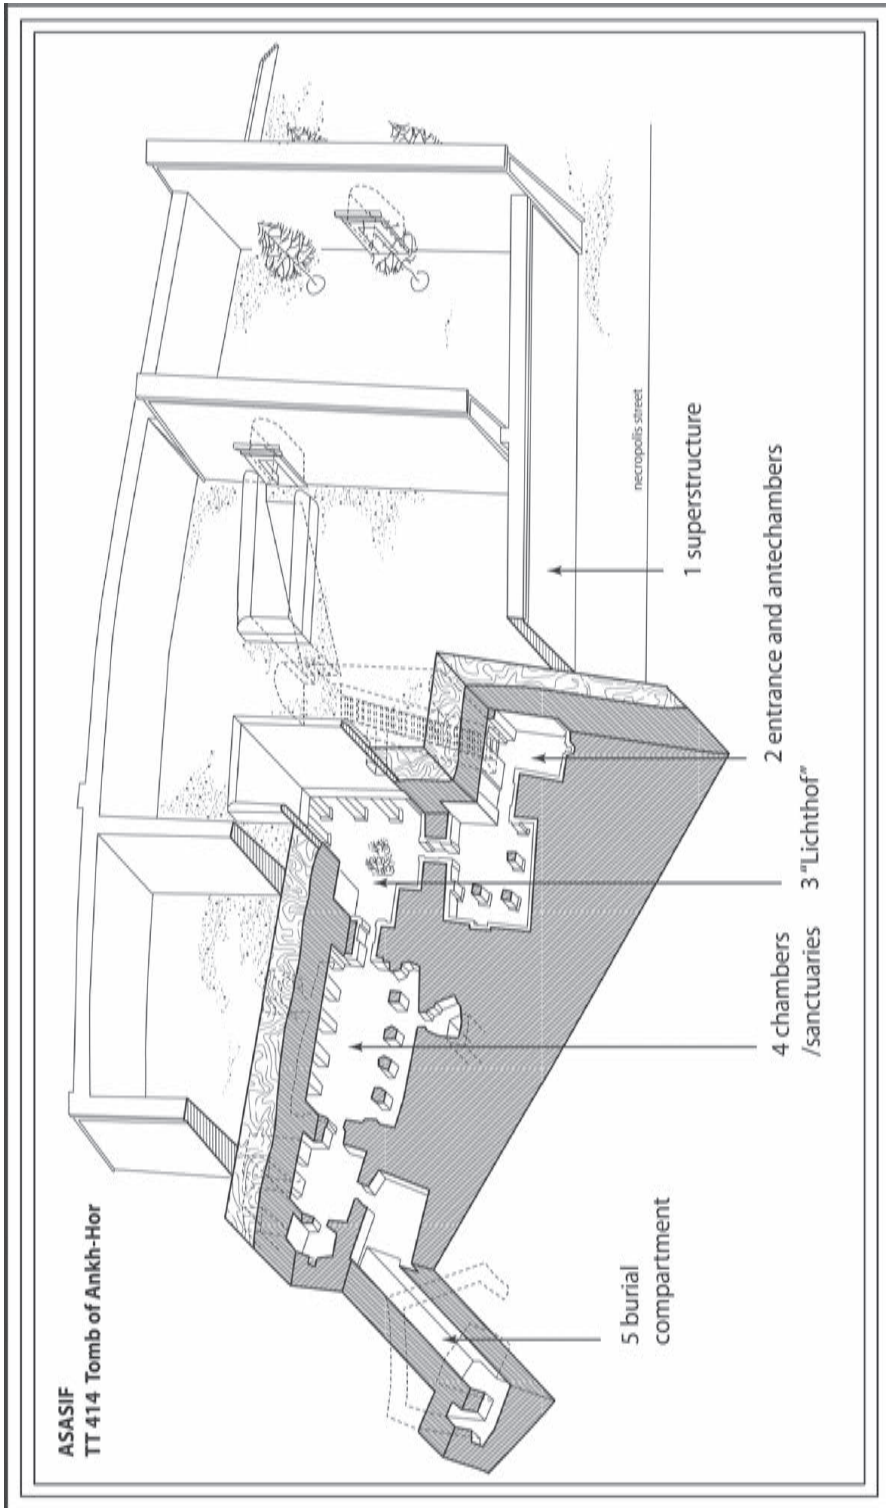 ASASIF
TT 414 Tomb of Ankh-Hor
necropolis street
1 superstructure
2 entrance and antechambers
3 "Lichthof"
4 chambers
/sanctuaries
5 burial
compartment